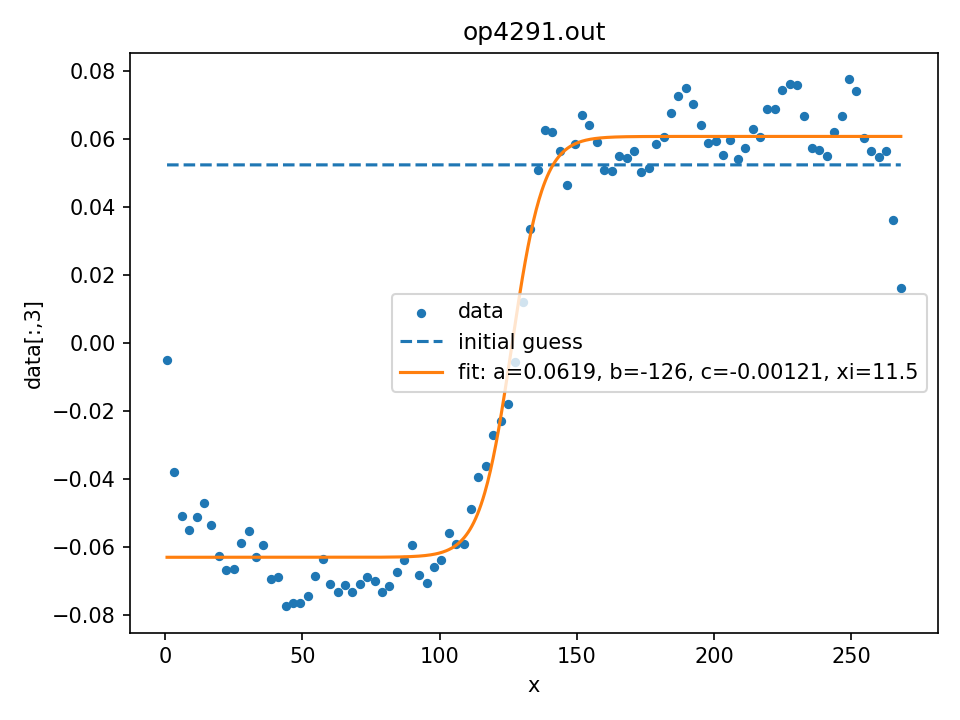 op4291.out
0.08
0.06
0.04
0.02
0.00
−0.02
−0.04
−0.06
−0.08
data[:,3]
data
initial guess
fit: a=0.0619, b=-126, c=-0.00121, xi=11.5
0 50 100 150 200 250
x